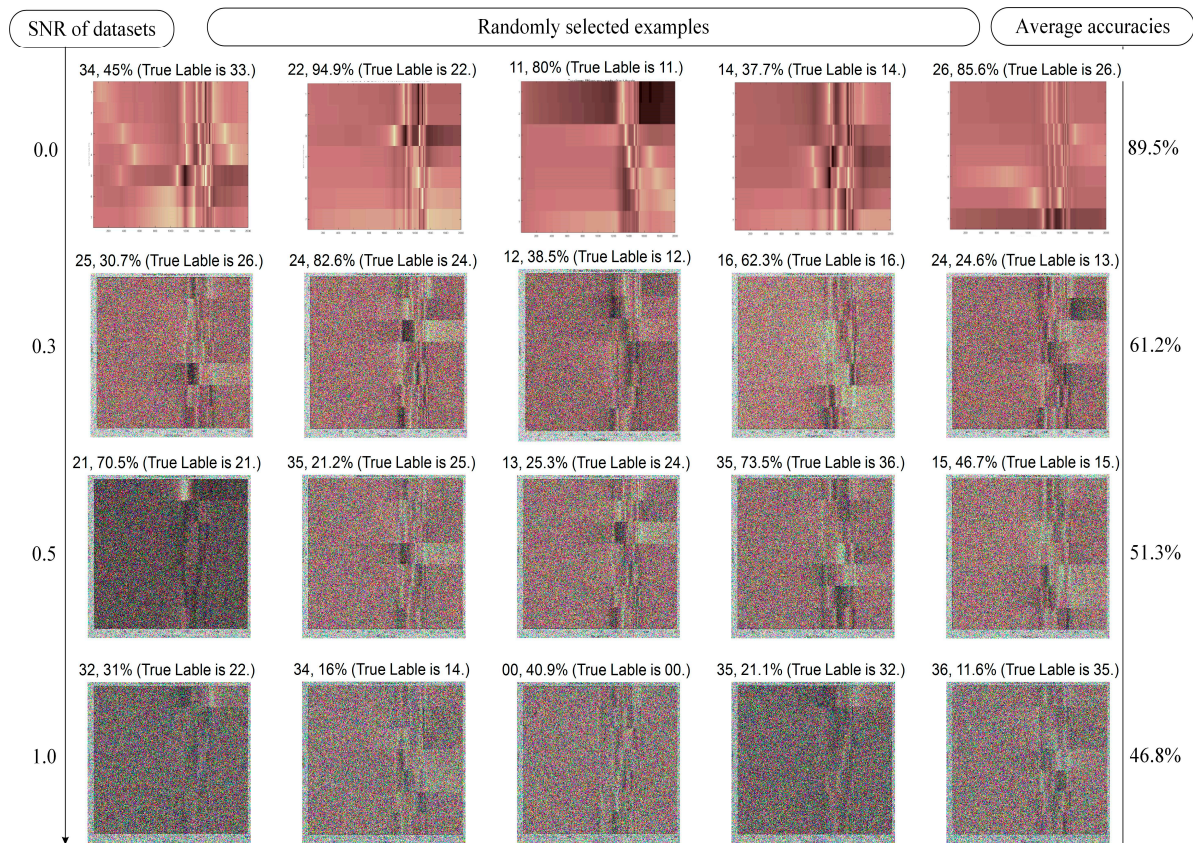 SNR of datasets
Randomly selected examples
Average accuracies
34, 45% (True Lable is 33.)
22, 94.9% (True Lable is 22.)
11, 80% (True Lable is 11.)
14, 37.7% (True Lable is 14.)
26, 85.6% (True Lable is 26.)
0.0
89.5%
25, 30.7% (True Lable is 26.)
24, 82.6% (True Lable is 24.)
12, 38.5% (True Lable is 12.)
16, 62.3% (True Lable is 16.)
24, 24.6% (True Lable is 13.)
0.3
61.2%
21, 70.5% (True Lable is 21.)
35, 21.2% (True Lable is 25.)
13, 25.3% (True Lable is 24.)
35, 73.5% (True Lable is 36.)
15, 46.7% (True Lable is 15.)
0.5
51.3%
32, 31% (True Lable is 22.)
34, 16% (True Lable is 14.)
00, 40.9% (True Lable is 00.)
35, 21.1% (True Lable is 32.)
36, 11.6% (True Lable is 35.)
1.0
46.8%